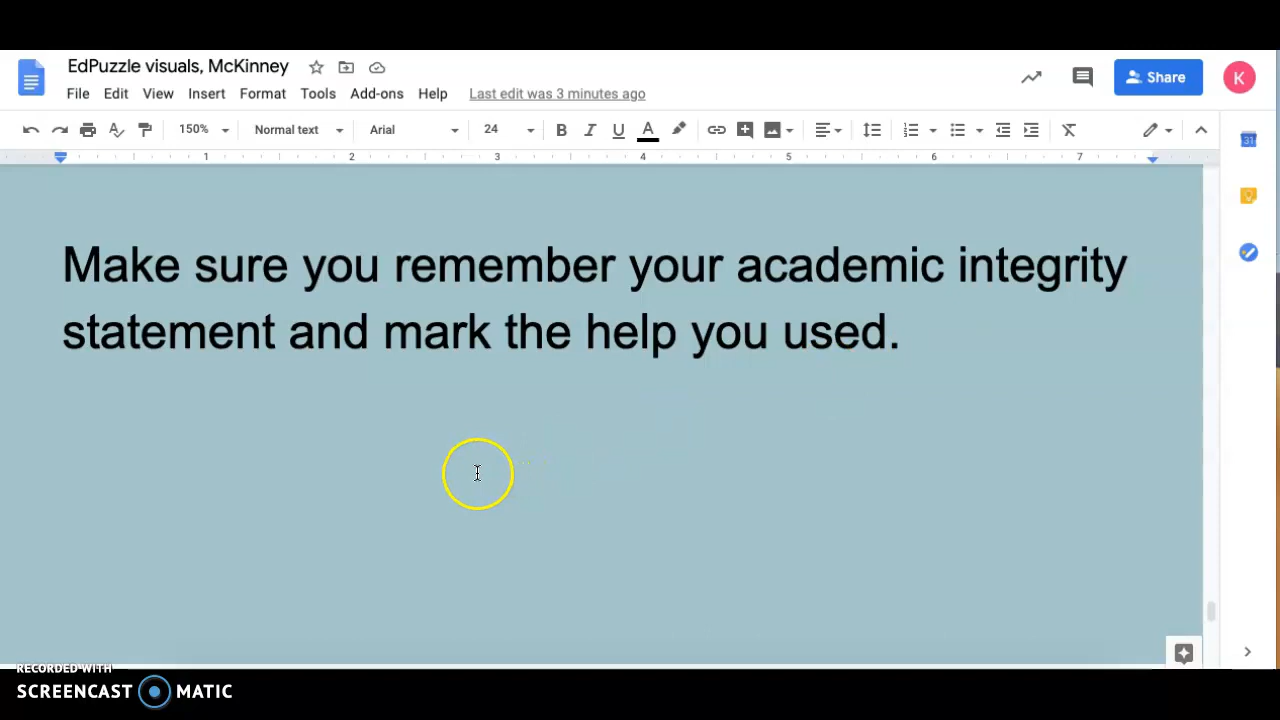 EdPuzzle visuals, McKinney
Share
K
File Edit View Insert Format Tools Add-ons Help Last edit was 3 minutes ago
150% Normal text Arial 24 B I U A
1 2 3 4 5 6 7
31
Make sure you remember your academic integrity
statement and mark the help you used.
RECORDED WITH
SCREENCAST MATIC